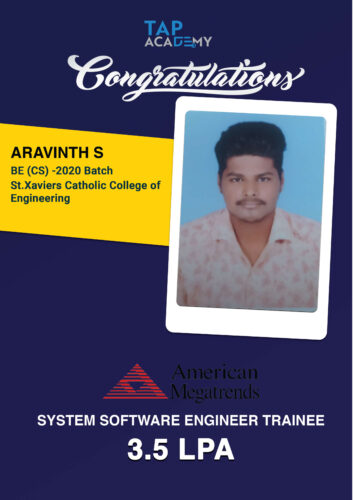 TAP
ACADEMY
Congratulations
ARAVINTH S
BE (CS) -2020 Batch
St.Xaviers Catholic College of
Engineering
American
Megatrends
SYSTEM SOFTWARE ENGINEER TRAINEE
3.5 LPA